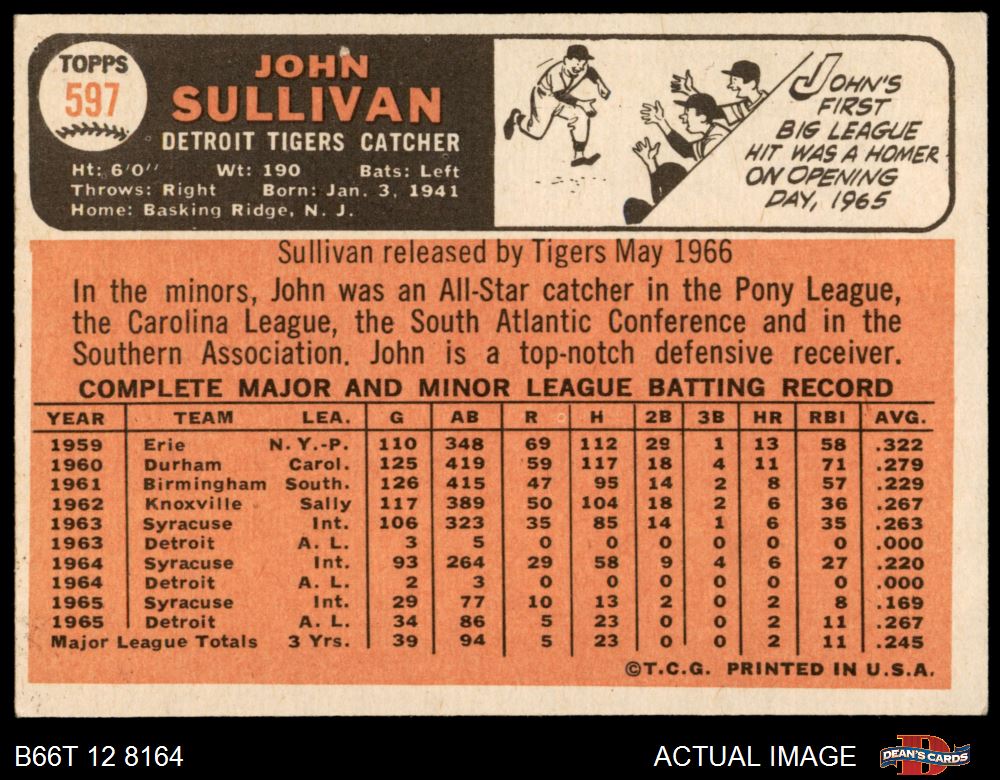 TOPPS
597
JOHN
SULLIVAN
DETROIT TIGERS CATCHER
Ht: 6'0" Wt: 190 Bats: Left
Throws: Right Born: Jan. 3, 1941
Home: Basking Ridge, N. J.
JOHN'S
FIRST
BIG LEAGUE
HIT WAS A HOMER
ON OPENING
DAY, 1965
Sullivan released by Tigers May 1966
In the minors, John was an All-Star catcher in the Pony League,
the Carolina League, the South Atlantic Conference and in the
Southern Association. John is a top-notch defensive receiver.
COMPLETE MAJOR AND MINOR LEAGUE BATTING RECORD
YEAR TEAM LEA. G AB R H 2B 3B HR RBI AVG.
1959 Erie N. Y.-P. 110 348 69 112 29 1 13 58 .322
1960 Durham Carol. 125 419 59 117 18 4 11 71 .279
1961 Birmingham South. 126 415 47 95 14 2 8 57 .229
1962 Knoxville Sally 117 389 50 104 18 2 6 36 .267
1963 Syracuse Int. 106 323 35 85 14 1 6 35 .263
1963 Detroit A. L. 3 5 0 0 0 0 0 0 .000
1964 Syracuse Int. 93 264 29 58 9 4 6 27 .220
1964 Detroit A. L. 2 3 0 0 0 0 0 0 .000
1965 Syracuse Int. 29 77 10 13 2 0 2 8 .169
1965 Detroit A. L. 34 86 5 23 0 0 2 11 .267
Major League Totals 3 Yrs. 39 94 5 23 0 0 2 11 .245
©T.C.G. PRINTED IN U.S.A.
B66T 12 8164 ACTUAL IMAGE DEAN'S CARDS